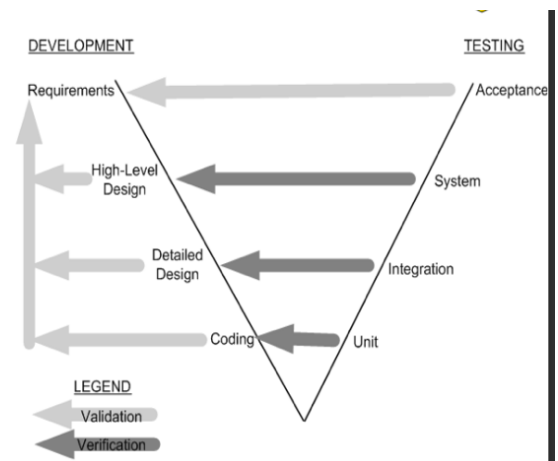 DEVELOPMENT
TESTING
Requirements
Acceptance
High-Level
Design
System
Detailed
Design
Integration
Coding
Unit
LEGEND
Validation
Verification